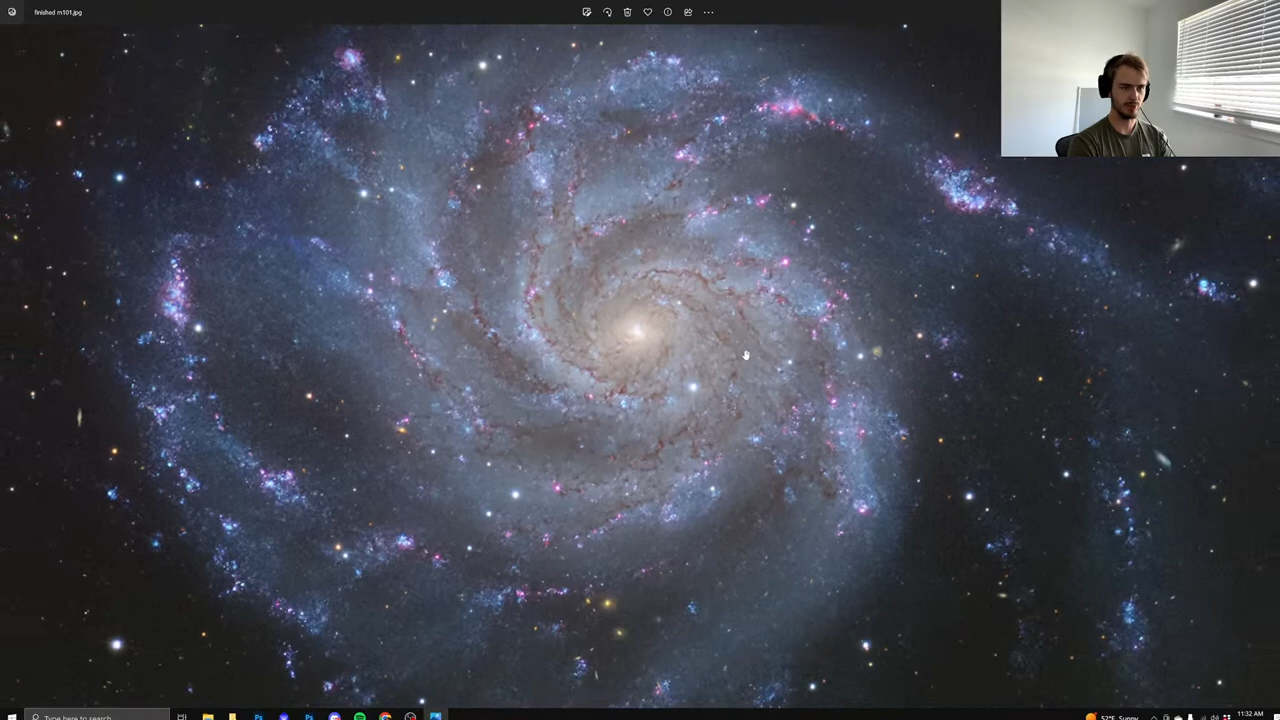 finished m101.jpg
Type here to search
52°F Sunny
11:32 AM